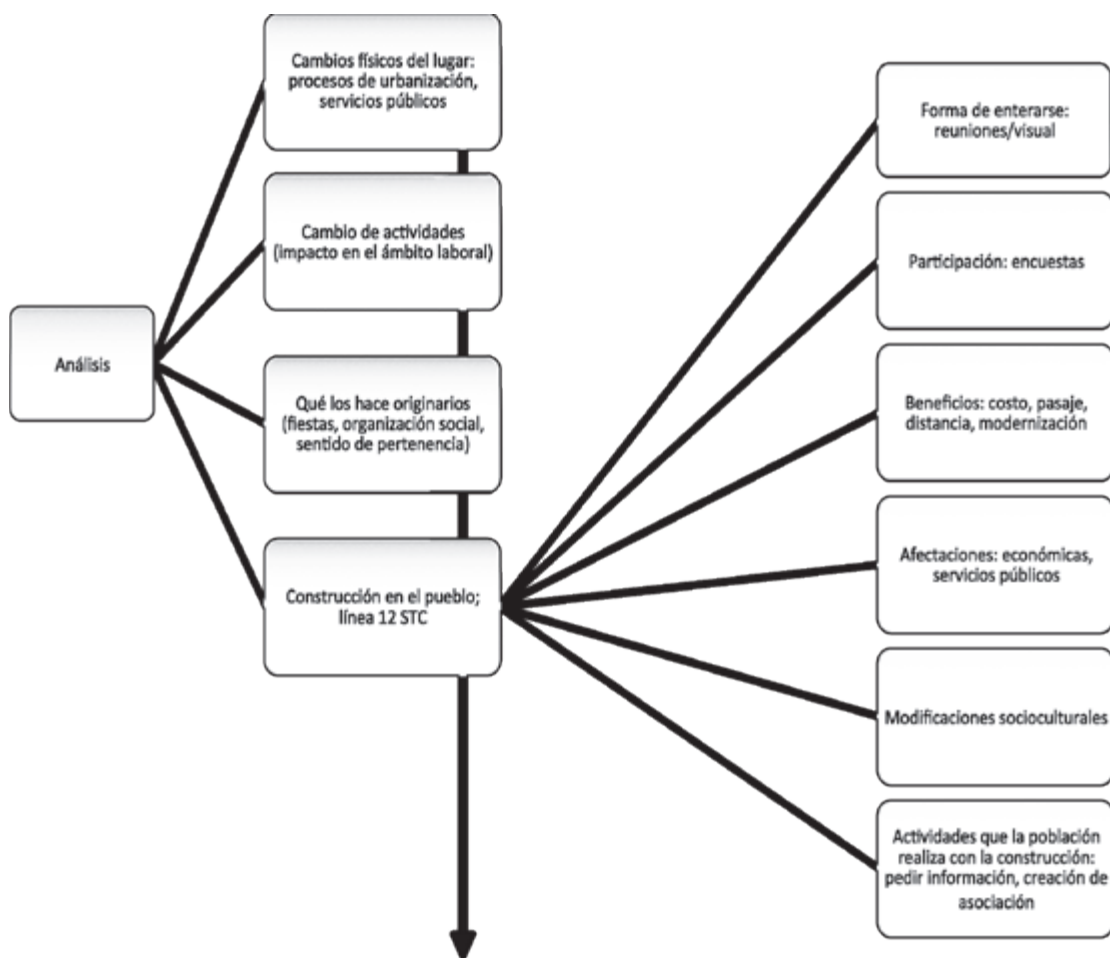 Análisis
Cambios físicos del lugar:
procesos de urbanización,
servicios públicos
Cambio de actividades
(impacto en el ámbito laboral)
Qué los hace originarios
(fiestas, organización social,
sentido de pertenencia)
Construcción en el pueblo;
línea 12 STC
Forma de enterarse:
reuniones/visual
Participación: encuestas
Beneficios: costo, pasaje,
distancia, modernización
Afectaciones: económicas,
servicios públicos
Modificaciones socioculturales
Actividades que la población
realiza con la construcción:
pedir información, creación de
asociación